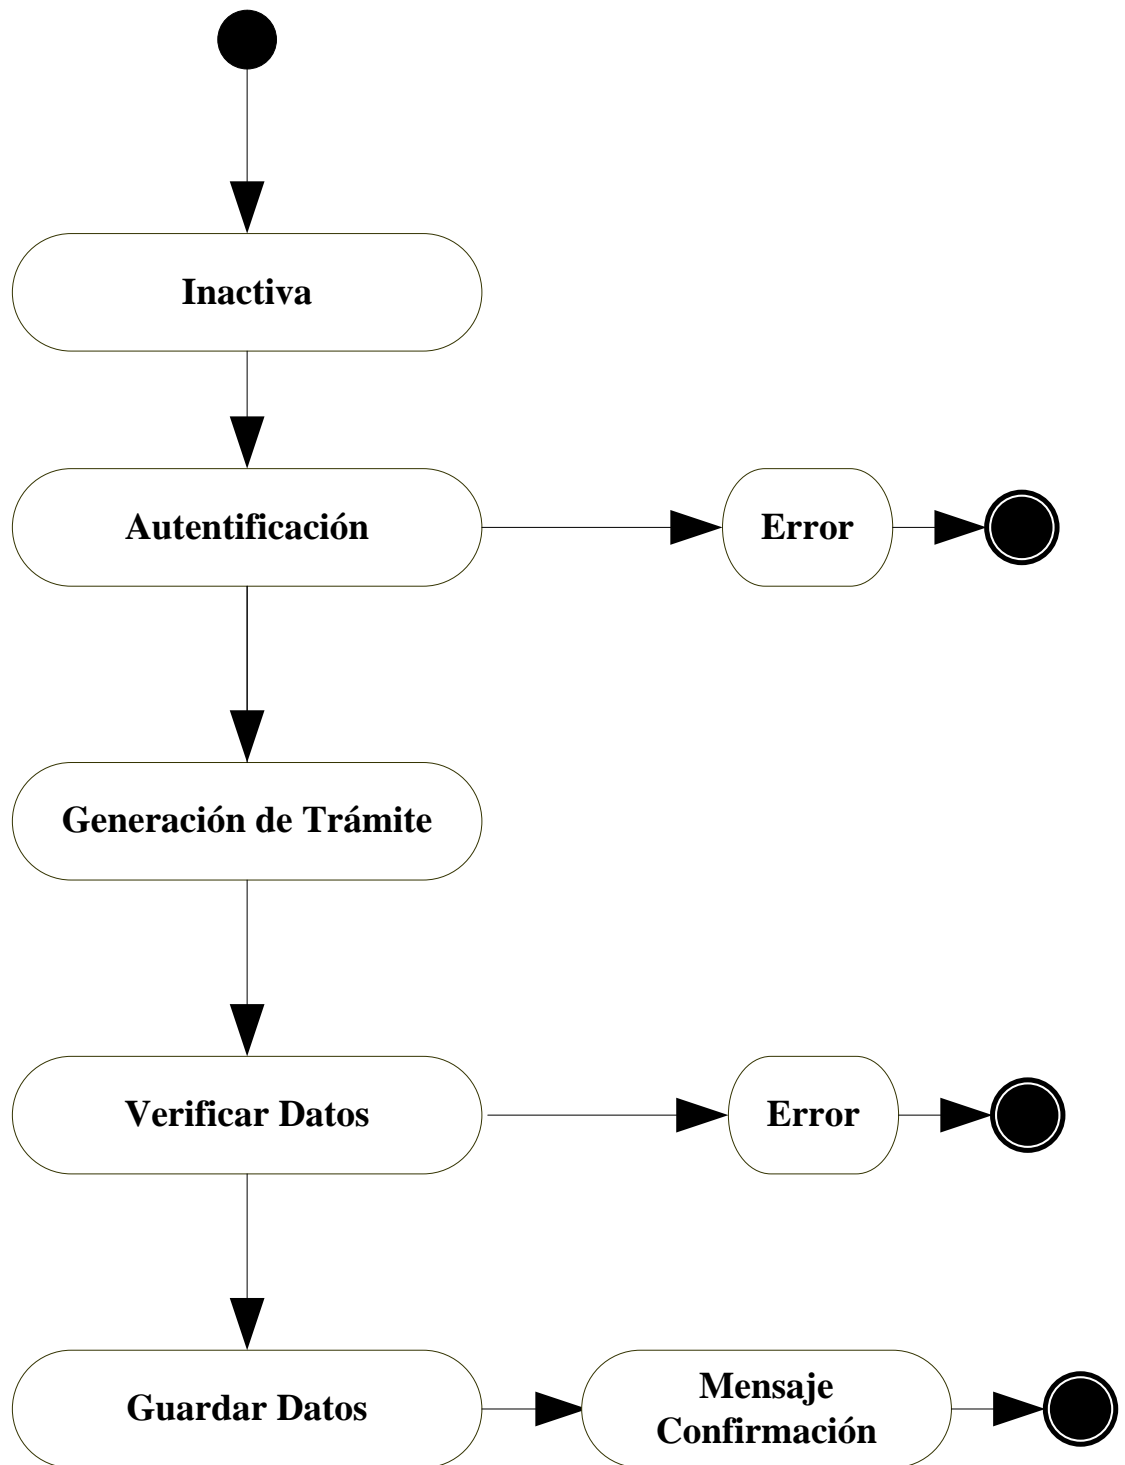 Inactiva
Autentificación
Error
Generación de Trámite
Verificar Datos
Error
Guardar Datos
Mensaje
Confirmación